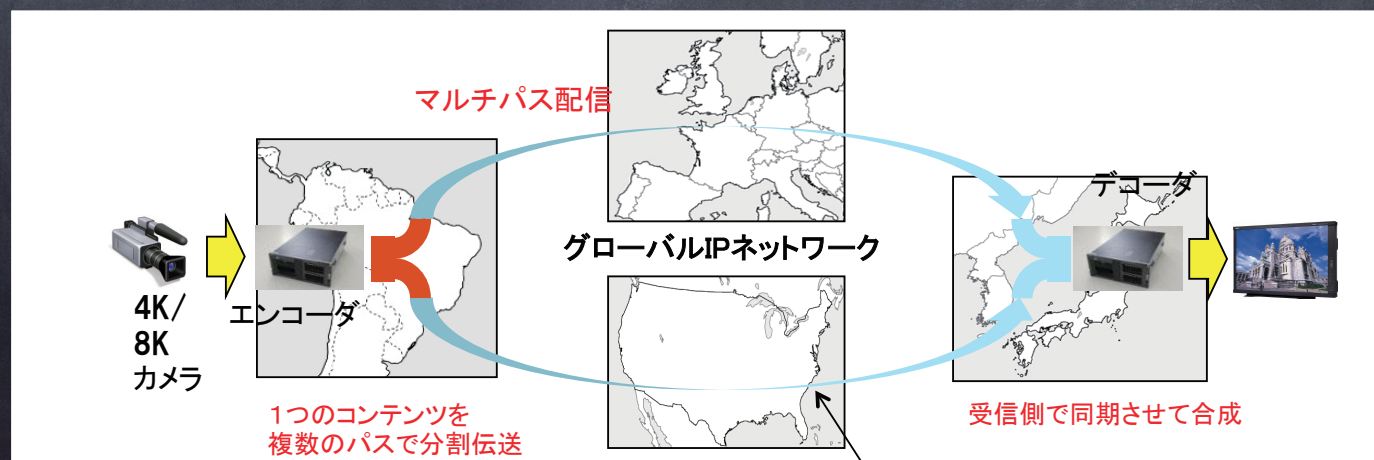 マルチパス配信
デコーダ
グローバルIPネットワーク
4K/
8K
カメラ
エンコーダ
1つのコンテンツを
複数のパスで分割伝送
受信側で同期させて合成